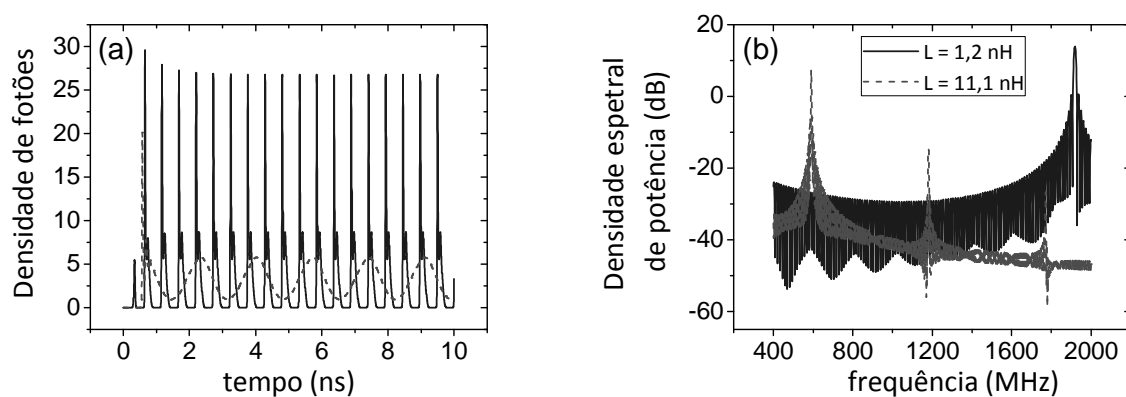 (a)
Densidade de fotões
30
25
20
15
10
5
0
0 2 4 6 8 10
tempo (ns)
(b)
L = 1,2 nH
L = 11,1 nH
Densidade espetral
de potência (dB)
20
0
-20
-40
-60
400 800 1200 1600 2000
frequência (MHz)